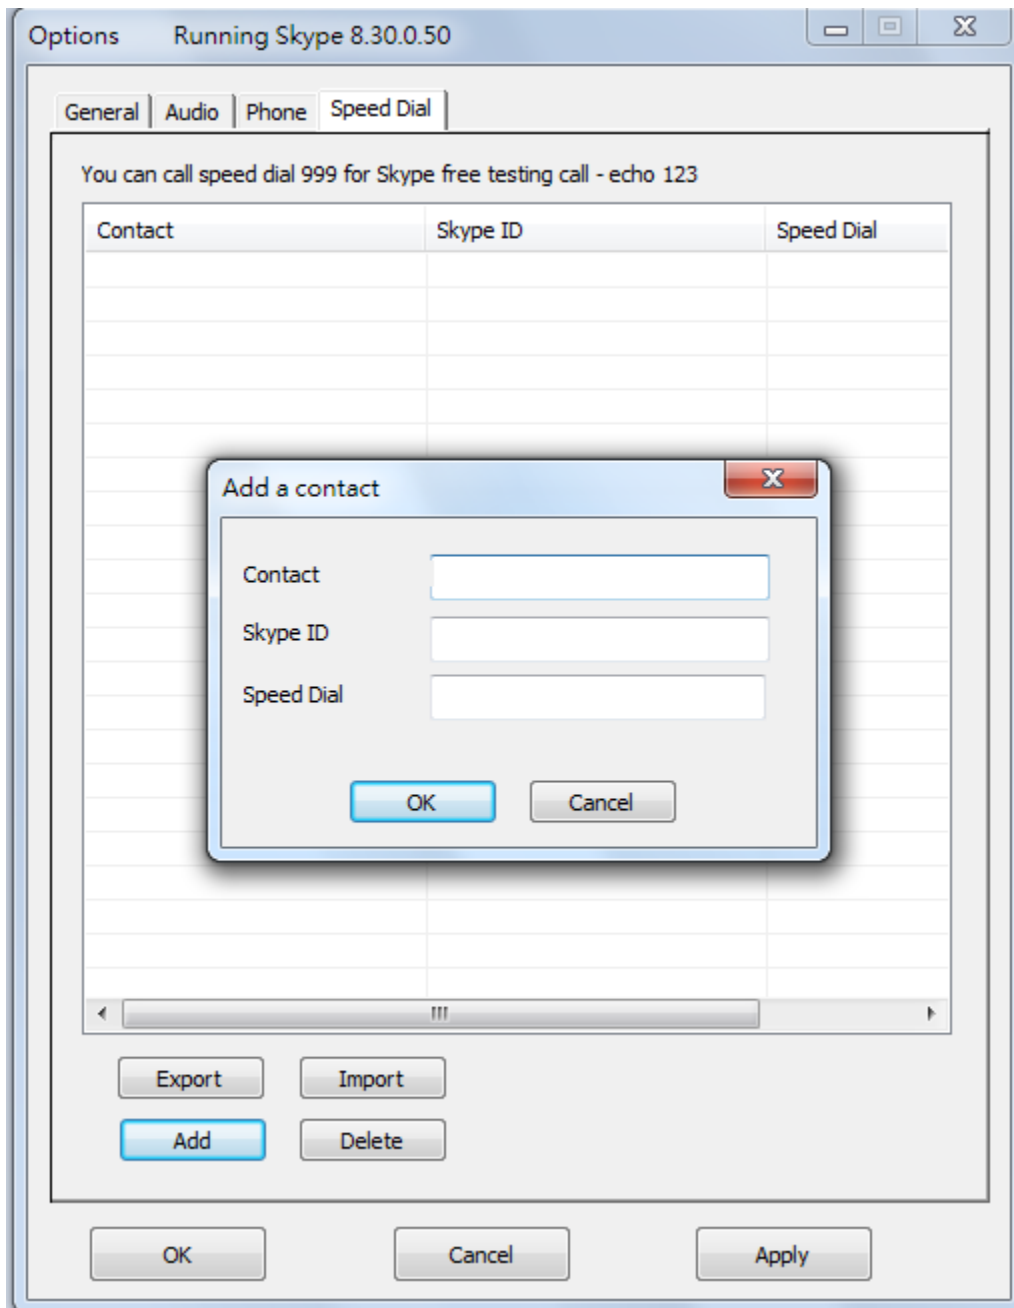 Options Running Skype 8.30.0.50
General Audio Phone Speed Dial
You can call speed dial 999 for Skype free testing call - echo 123
Contact Skype ID Speed Dial
Add a contact
Contact
Skype ID
Speed Dial
OK Cancel
Export Import
Add Delete
OK Cancel Apply